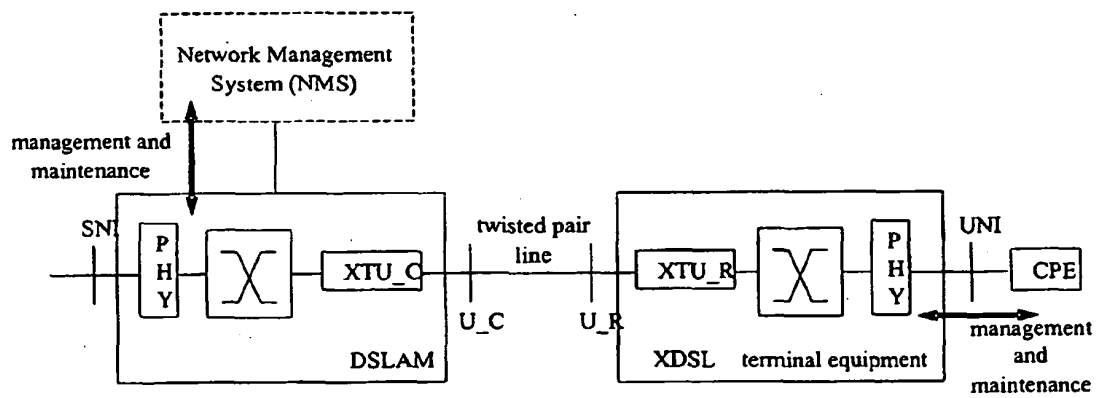 Network Management
System (NMS)
management and
maintenance
SNI
P
H
Y
XTU_C
DSLAM
twisted pair
line
U_C
U_R
XTU_R
P
H
Y
XDSL terminal equipment
UNI
CPE
management
and
maintenance